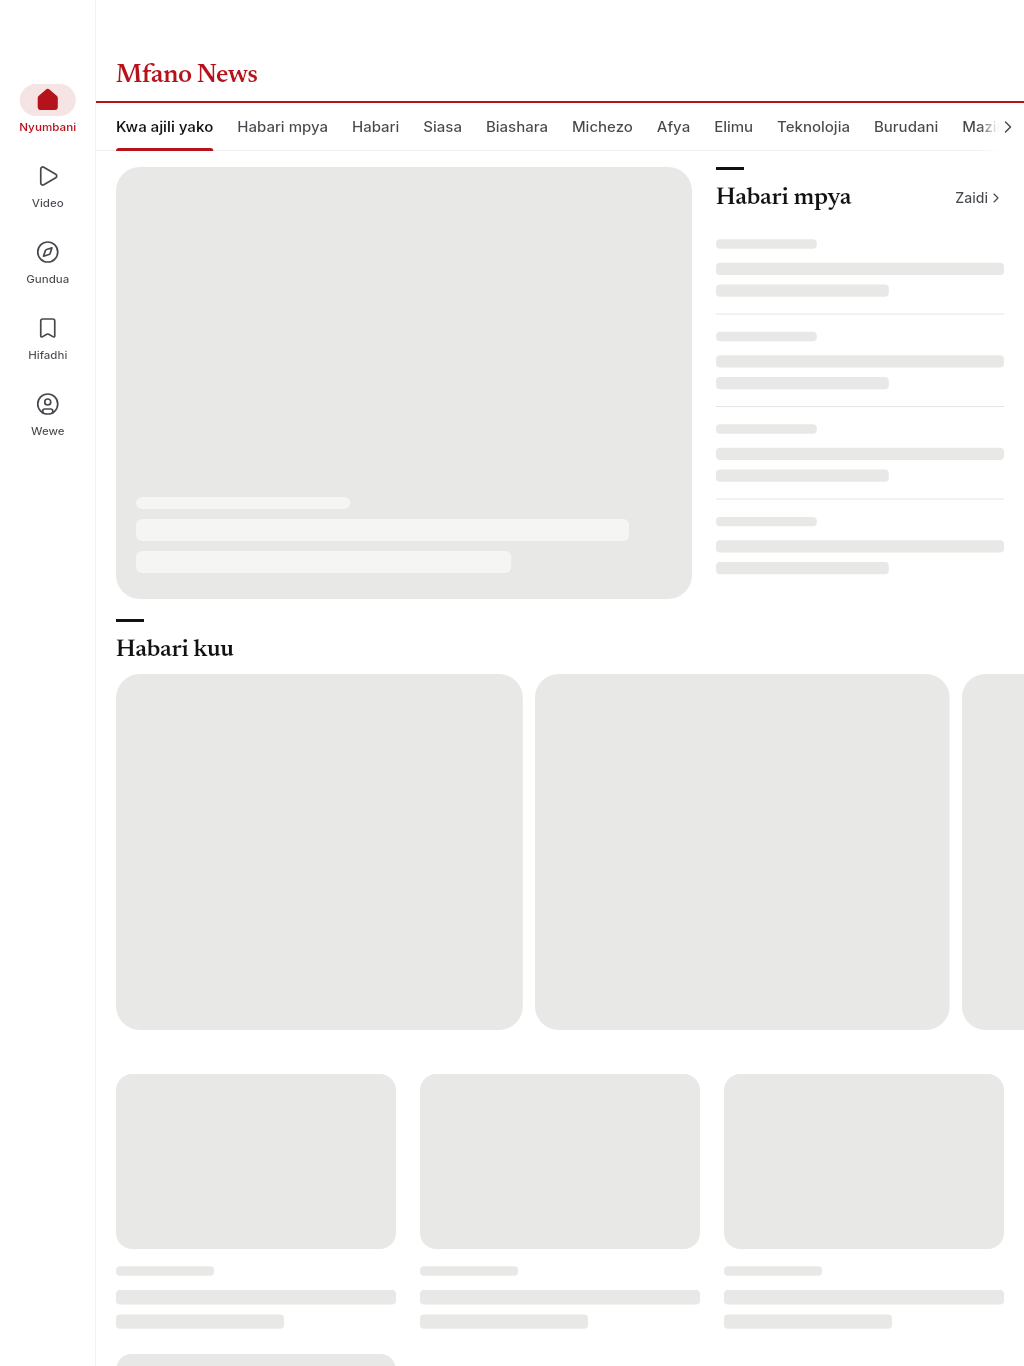 Mfano News
Nyumbani
Video
Gundua
Hifadhi
Wewe
Kwa ajili yako
Habari mpya
Habari
Siasa
Biashara
Michezo
Afya
Elimu
Teknolojia
Burudani
Habari mpya
Zaidi
Habari kuu